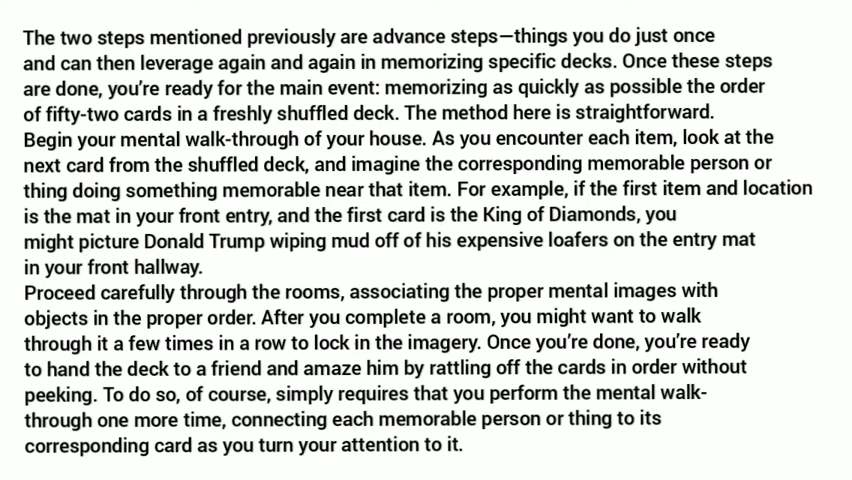 The two steps mentioned previously are advance steps—things you do just once
and can then leverage again and again in memorizing specific decks. Once these steps
are done, you're ready for the main event: memorizing as quickly as possible the order
of fifty-two cards in a freshly shuffled deck. The method here is straightforward.
Begin your mental walk-through of your house. As you encounter each item, look at the
next card from the shuffled deck, and imagine the corresponding memorable person or
thing doing something memorable near that item. For example, if the first item and location
is the mat in your front entry, and the first card is the King of Diamonds, you
might picture Donald Trump wiping mud off of his expensive loafers on the entry mat
in your front hallway.
Proceed carefully through the rooms, associating the proper mental images with
objects in the proper order. After you complete a room, you might want to walk
through it a few times in a row to lock in the imagery. Once you're done, you're ready
to hand the deck to a friend and amaze him by rattling off the cards in order without
peeking. To do so, of course, simply requires that you perform the mental walk-
through one more time, connecting each memorable person or thing to its
corresponding card as you turn your attention to it.